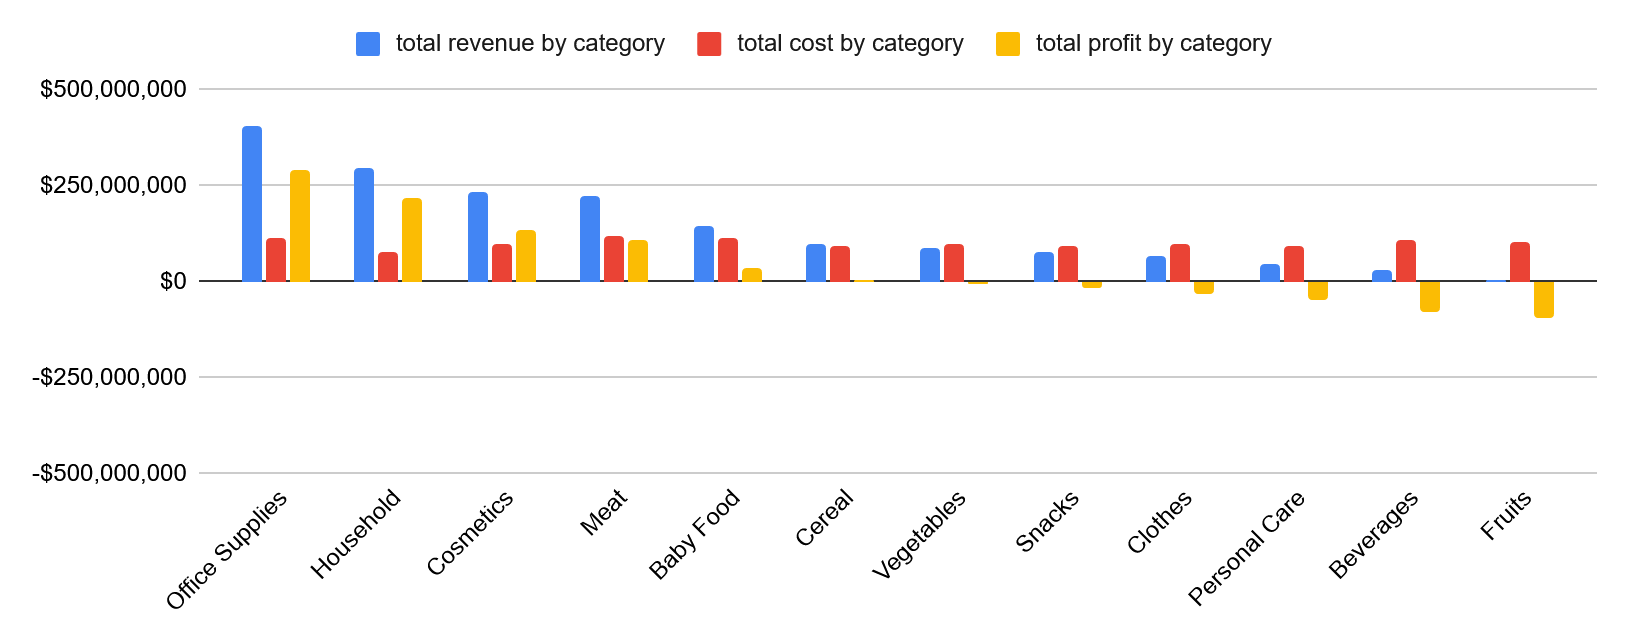 total revenue by category total cost by category total profit by category
$500,000,000
$250,000,000
$0
-$250,000,000
-$500,000,000
Office Supplies
Household
Cosmetics
Meat
Baby Food
Cereal
Vegetables
Snacks
Clothes
Personal Care
Beverages
Fruits